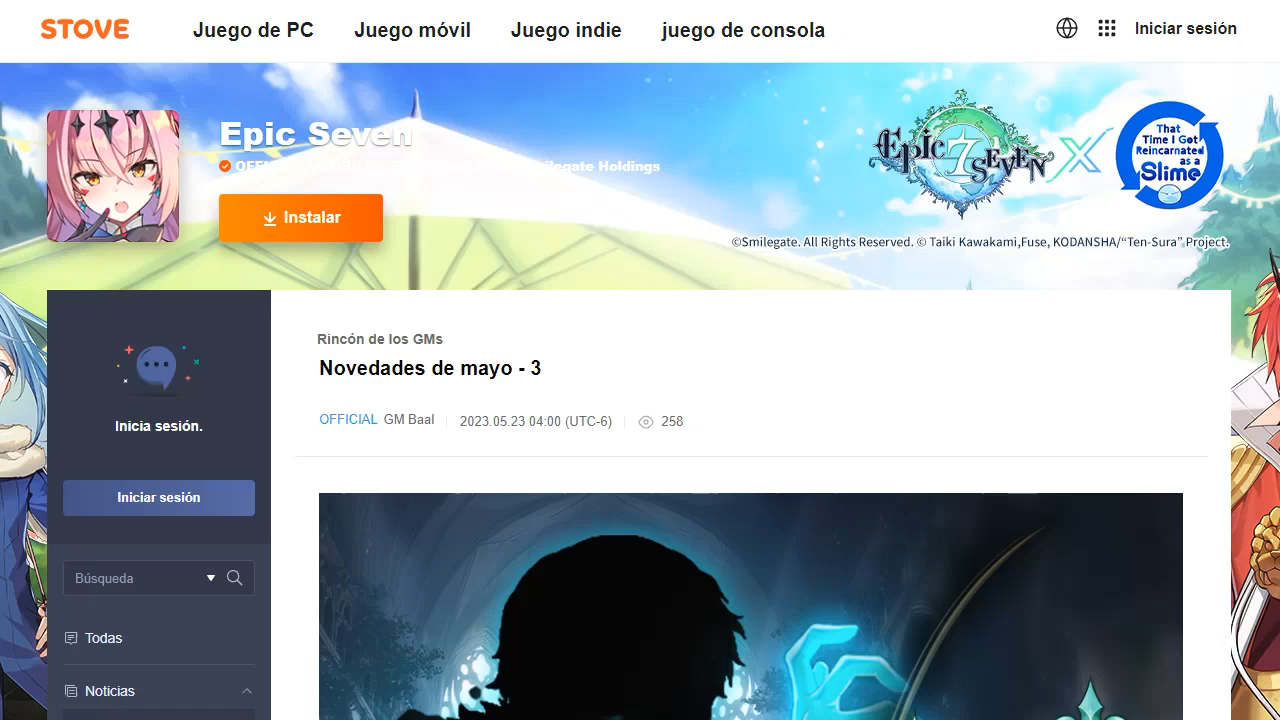 STOVE
Juego de PC
Juego móvil
Juego indie
juego de consola
Iniciar sesión
Epic Seven
Epic 7 Seven
That
Time I Got
Reincarnated
as a
Slime
Smilegate Holdings
Instalar
©Smilegate. All Rights Reserved. © Taiki Kawakami,Fuse, KODANSHA/“Ten-Sura” Project.
Inicia sesión.
Iniciar sesión
Búsqueda
Todas
Noticias
Rincón de los GMs
Novedades de mayo - 3
OFFICIAL GM Baal
2023.05.23 04:00 (UTC-6)
258